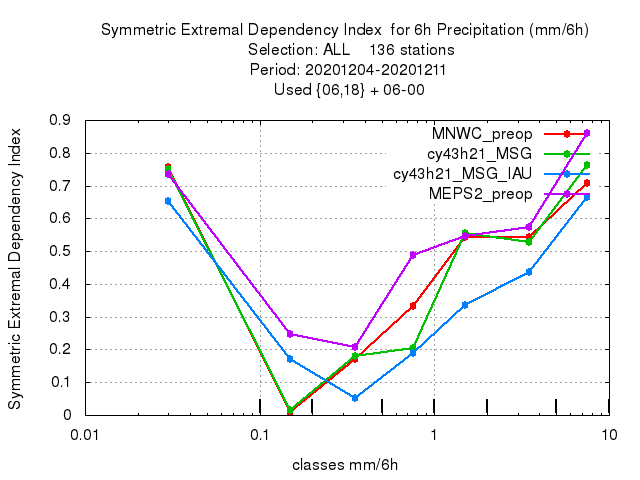 Symmetric Extremal Dependency Index  for 6h Precipitation (mm/6h)
Selection: ALL    136 stations
Period: 20201204-20201211
Used {06,18} + 06-00
Symmetric Extremal Dependency Index
0.9
0.8
0.7
0.6
0.5
0.4
0.3
0.2
0.1
0
MNWC_preop
cy43h21_MSG
cy43h21_MSG_IAU
MEPS2_preop
0.01 0.1 1 10
classes mm/6h